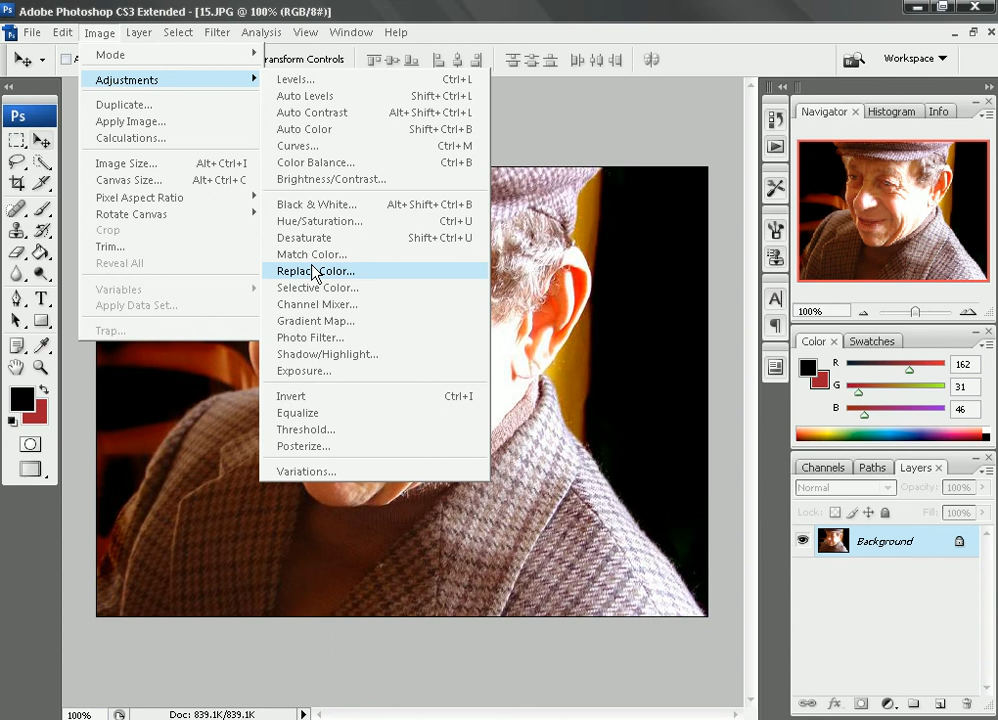 Ps Adobe Photoshop CS3 Extended - [15.JPG @ 100% (RGB/8#)]
File Edit Image Layer Select Filter Analysis View Window Help
ransform Controls
Workspace
Mode
Adjustments
Duplicate...
Apply Image...
Calculations...
Image Size... Alt+Ctrl+I
Canvas Size... Alt+Ctrl+C
Pixel Aspect Ratio
Rotate Canvas
Crop
Trim...
Reveal All
Variables
Apply Data Set...
Trap...
Levels... Ctrl+L
Auto Levels Shift+Ctrl+L
Auto Contrast Alt+Shift+Ctrl+L
Auto Color Shift+Ctrl+B
Curves... Ctrl+M
Color Balance... Ctrl+B
Brightness/Contrast...
Black & White... Alt+Shift+Ctrl+B
Hue/Saturation... Ctrl+U
Desaturate Shift+Ctrl+U
Match Color...
Replace Color...
Selective Color...
Channel Mixer...
Gradient Map...
Photo Filter...
Shadow/Highlight...
Exposure...
Invert Ctrl+I
Equalize
Threshold...
Posterize...
Variations...
Ps
T
A
Navigator Histogram Info
100%
Color Swatches
R 162
G 31
B 46
Channels Paths Layers
Normal Opacity: 100%
Lock: Fill: 100%
Background
fx
100% Doc: 839.1K/839.1K